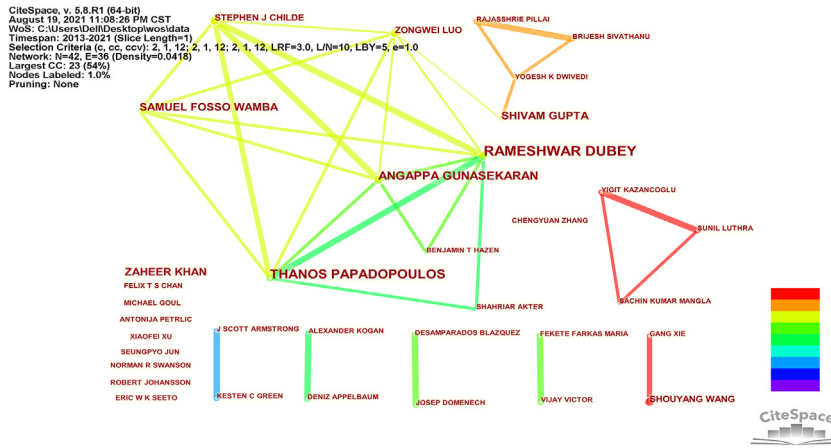 CiteSpace, v. 5.8.R1 (64-bit)
August 19, 2021 11:08:26 PM CST
WoS: C:\Users\Dell\Desktop\wos\data
Timespan: 2013-2021 (Slice Length=1)
Selection Criteria (c, cc, ccv): 2, 1, 12; 2, 1, 12; 2, 1, 12, LRF=3.0, L/N=10, LBY=5, e=1.0
Network: N=42, E=36 (Density=0.0418)
Largest CC: 23 (54%)
Nodes Labeled: 1.0%
Pruning: None
STEPHEN J CHILDE
ZONGWEI LUO
RAJASSHRIE PILLAI
BRIJESH SIVATHANU
YOGESH K DWIVEDI
SAMUEL FOSSO WAMBA
SHIVAM GUPTA
RAMESHWAR DUBEY
ANGAPPA GUNASEKARAN
YIGIT KAZANCOGLU
CHENGYUAN ZHANG
SUNIL LUTHRA
BENJAMIN T HAZEN
ZAHEER KHAN
THANOS PAPADOPOULOS
FELIX T S CHAN
MICHAEL GOUL
SHAHRIAR AKTER
SACHIN KUMAR MANGLA
ANTONIJA PETRLIC
XIAOFEI XU
J SCOTT ARMSTRONG
ALEXANDER KOGAN
DESAMPARADOS BLAZQUEZ
FEKETE FARKAS MARIA
GANG XIE
SEUNGPYO JUN
NORMAN R SWANSON
ROBERT JOHANSSON
ERIC W K SEETO
KESTEN C GREEN
DENIZ APPELBAUM
JOSEP DOMENECH
VIJAY VICTOR
SHOUYANG WANG
CiteSpace